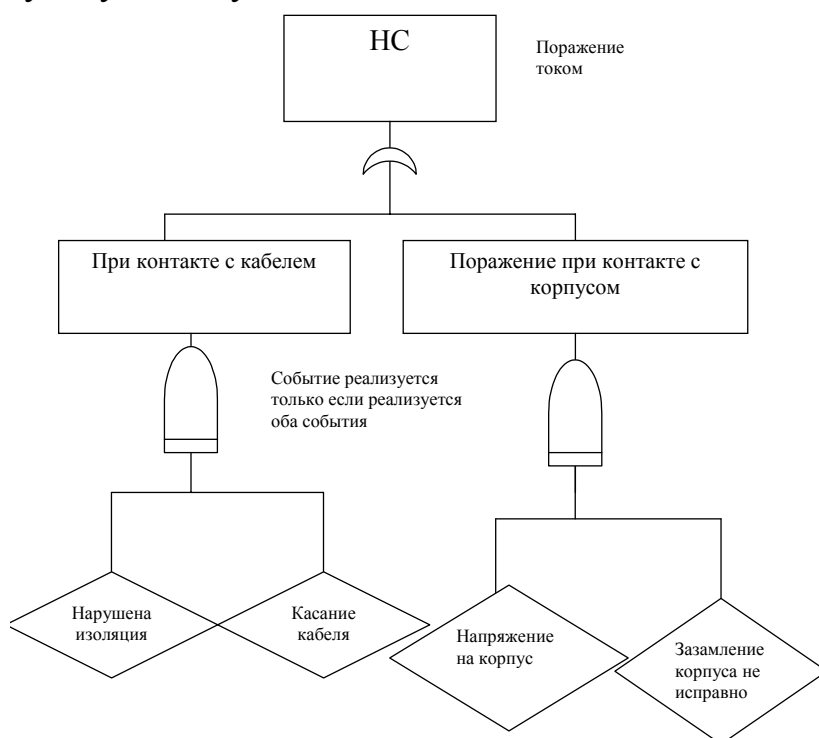 НС
Поражение
током
При контакте с кабелем
Поражение при контакте с
корпусом
Событие реализуется
только если реализуется
оба события
Нарушена
изоляция
Касание
кабеля
Напряжение
на корпус
Зазамление
корпуса не
исправно